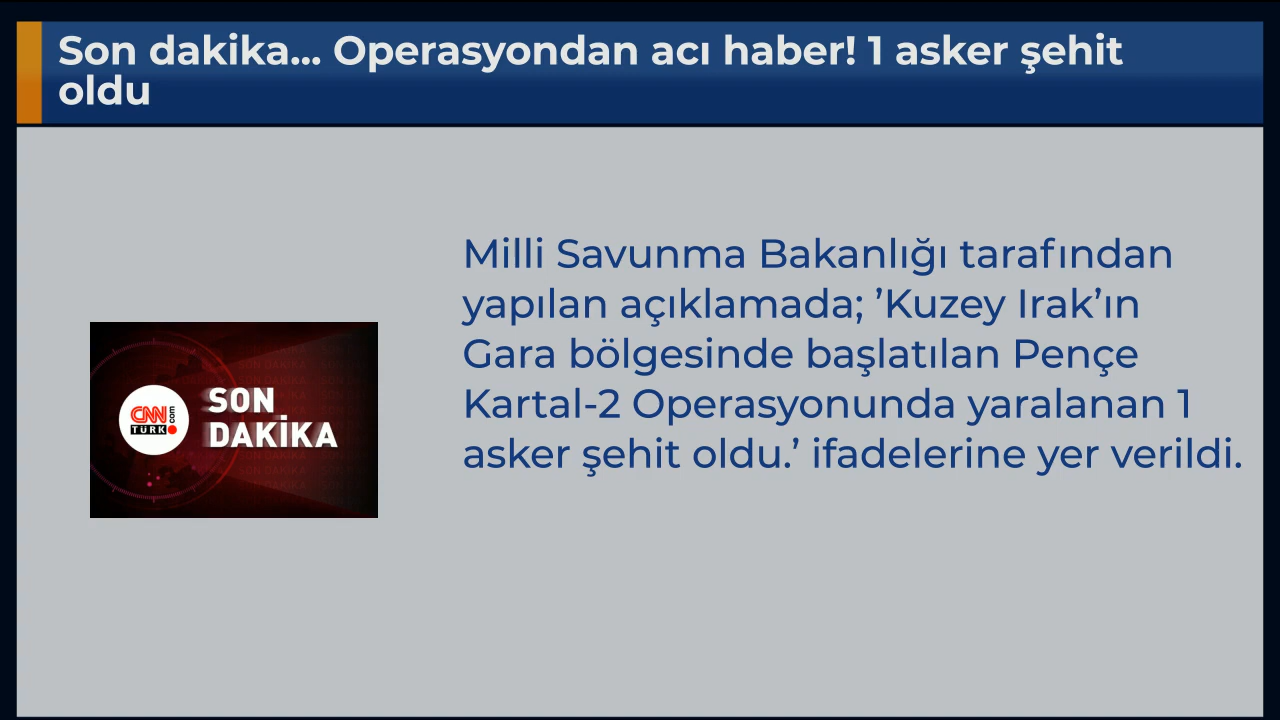 Son dakika... Operasyondan acı haber! 1 asker şehit
oldu
Milli Savunma Bakanlığı tarafından
yapılan açıklamada; ’Kuzey Irak’ın
Gara bölgesinde başlatılan Pençe
Kartal-2 Operasyonunda yaralanan 1
asker şehit oldu.’ ifadelerine yer verildi.
CNN
TÜRK
.COM
SON
DAKİKA